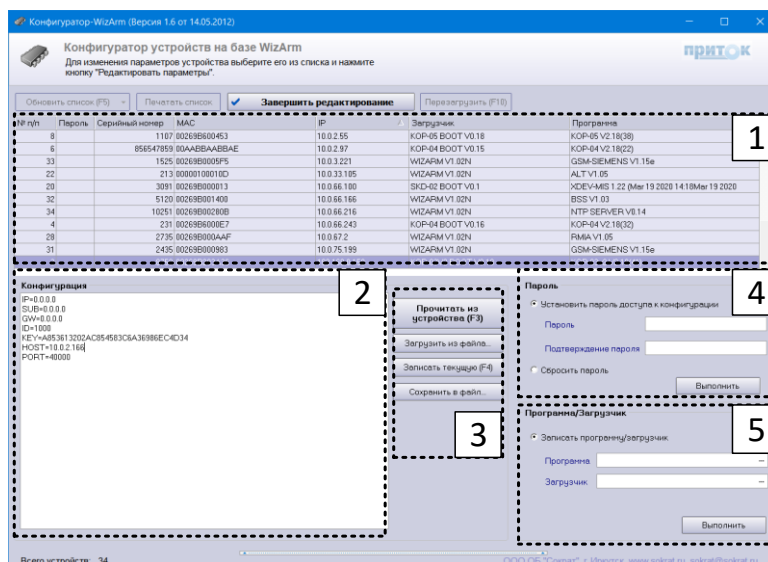 Конфигуратор-WizArm (Версия 1.6 от 14.05.2012)
Конфигуратор устройств на базе WizArm
Для изменения параметров устройства выберите его из списка и нажмите
кнопку "Редактировать параметры".
приток
Обновить список (F5) Печатать список Завершить редактирование Перезагрузить (F10)
№ п/п Пароль Серийный номер MAC IP Загрузчик Программа
8 1107 00269B600453 10.0.2.55 KOP-05 BOOT V0.18 KOP-05 V2.18(38)
6 856547859 00AABBAABBAE 10.0.2.97 KOP-04 BOOT V0.15 KOP-04 V2.18(22)
33 1525 00269B0005F5 10.0.3.221 WIZARM V1.02N GSM-SIEMENS V1.15e
22 213 00000100010D 10.0.33.105 WIZARM V1.02N ALT V1.05
20 3091 00269B000013 10.0.66.100 SKD-02 BOOT V0.1 XDEV-MIS 1.22 (Mar 19 2020 14:18Mar 19 2020
32 5120 00269B001400 10.0.66.166 WIZARM V1.02N BSS V1.03
34 10251 00269B00280B 10.0.66.216 WIZARM V1.02N NTP SERVER V0.14
4 231 00269B6000E7 10.0.66.243 KOP-04 BOOT V0.16 KOP-04 V2.18(32)
28 2735 00269B000AAF 10.0.67.2 WIZARM V1.02N RMIA V1.05
31 2435 00269B000983 10.0.75.199 WIZARM V1.02N GSM-SIEMENS V1.15e
1
Конфигурация
IP=0.0.0.0
SUB=0.0.0.0
GW=0.0.0.0
ID=1000
KEY=A853613202AC854583C6A36986EC4D34
HOST=10.0.2.166
PORT=40000
2
Прочитать из
устройства (F3)
Загрузить из файла...
Записать текущую (F4)
Сохранить в файл...
3
Пароль
Установить пароль доступа к конфигурации
Пароль
Подтверждение пароля
Сбросить пароль
Выполнить
4
Программа/Загрузчик
Записать программу/загрузчик
Программа
Загрузчик
Выполнить
5
Всего устройств: 34
ООО ОБ "Сократ", г. Иркутск, www.sokrat.ru, sokrat@sokrat.ru